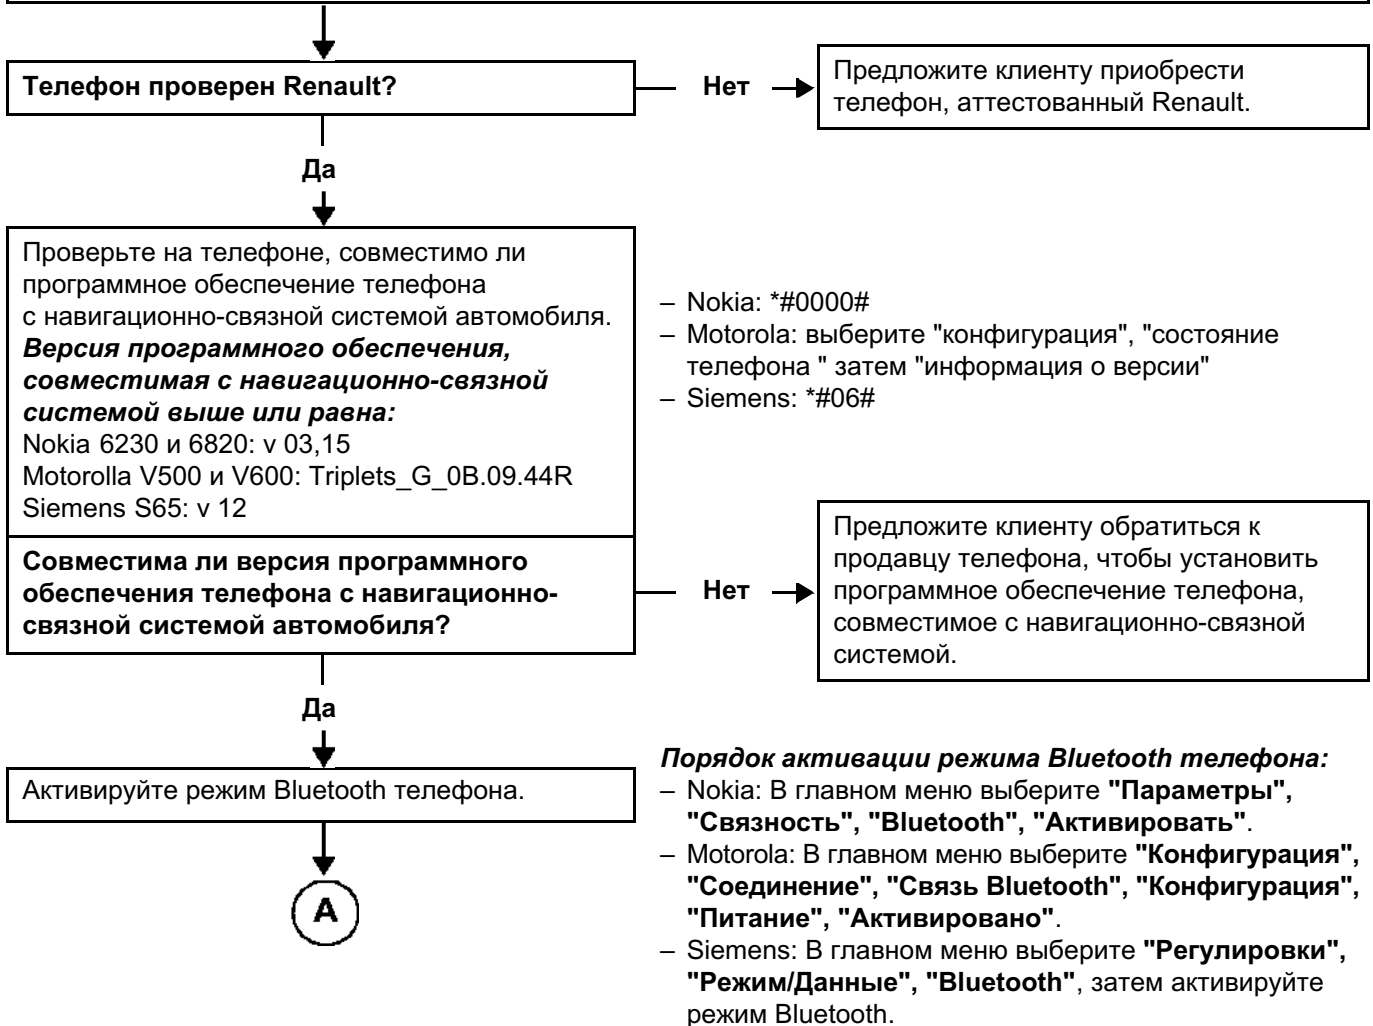 Телефон проверен Renault?
Нет
Предложите клиенту приобрести
телефон, аттестованный Renault.
Да
Проверьте на телефоне, совместимо ли
программное обеспечение телефона
с навигационно-связной системой автомобиля.
Версия программного обеспечения,
совместимая с навигационно-связной
системой выше или равна:
Nokia 6230 и 6820: v 03,15
Motorolla V500 и V600: Triplets_G_0B.09.44R
Siemens S65: v 12
– Nokia: *#0000#
– Motorola: выберите "конфигурация", "состояние
телефона " затем "информация о версии"
– Siemens: *#06#
Совместима ли версия программного
обеспечения телефона с навигационно-
связной системой автомобиля?
Нет
Предложите клиенту обратиться к
продавцу телефона, чтобы установить
программное обеспечение телефона,
совместимое с навигационно-связной
системой.
Да
Активируйте режим Bluetooth телефона.
A
Порядок активации режима Bluetooth телефона:
– Nokia: В главном меню выберите "Параметры",
"Связность", "Bluetooth", "Активировать".
– Motorola: В главном меню выберите "Конфигурация",
"Соединение", "Связь Bluetooth", "Конфигурация",
"Питание", "Активировано".
– Siemens: В главном меню выберите "Регулировки",
"Режим/Данные", "Bluetooth", затем активируйте
режим Bluetooth.